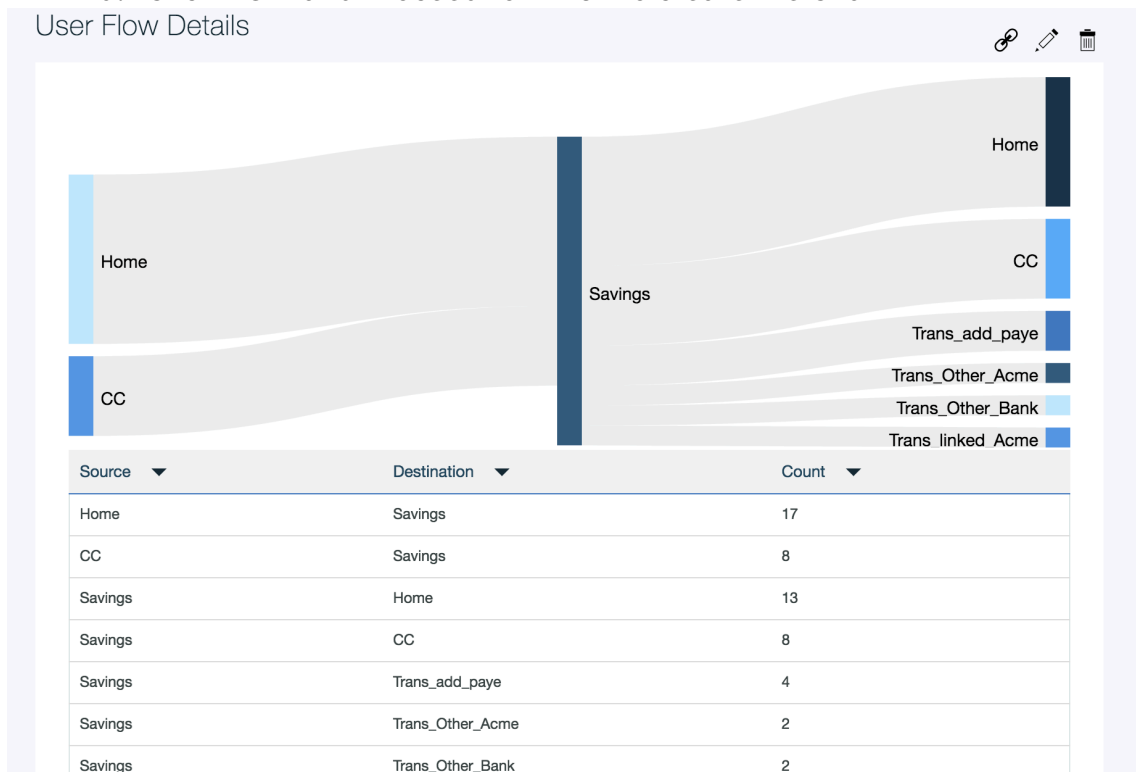 User Flow Details
Home
Home
CC
Savings
Trans_add_paye
Trans_Other_Acme
CC
Trans_Other_Bank
Trans_linked_Acme
Source Destination Count
Home Savings 17
CC Savings 8
Savings Home 13
Savings CC 8
Savings Trans_add_paye 4
Savings Trans_Other_Acme 2
Savings Trans_Other_Bank 2